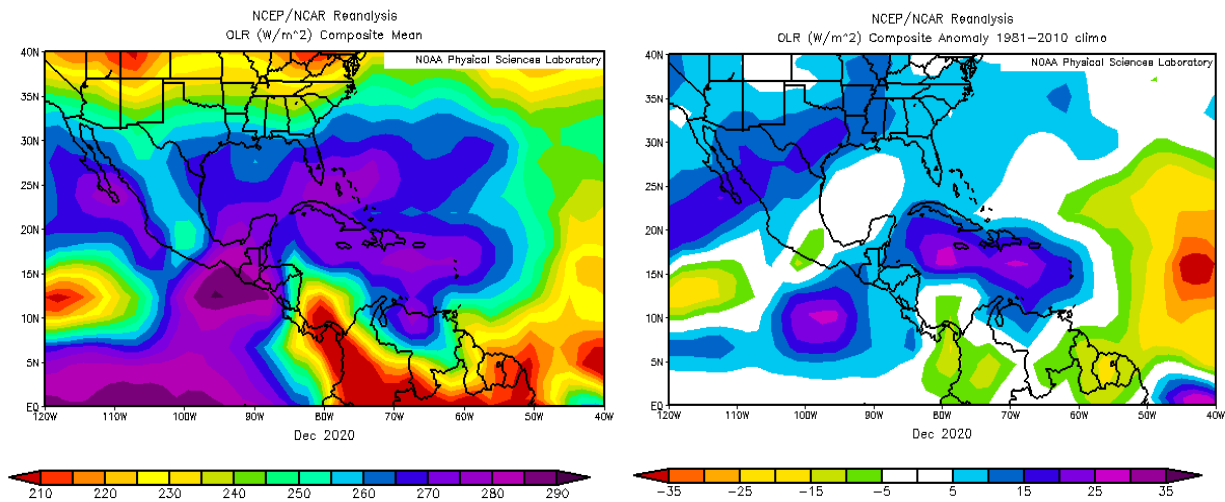 NCEP/NCAR Reanalysis
OLR (W/m^2) Composite Mean
NOAA Physical Sciences Laboratory
40N
35N
30N
25N
20N
15N
10N
5N
EQ
120W 110W 100W 90W 80W 70W 60W 50W 40W
Dec 2020
210 220 230 240 250 260 270 280 290
NCEP/NCAR Reanalysis
OLR (W/m^2) Composite Anomaly 1981-2010 climo
NOAA Physical Sciences Laboratory
40N
35N
30N
25N
20N
15N
10N
5N
EQ
120W 110W 100W 90W 80W 70W 60W 50W 40W
Dec 2020
-35 -25 -15 -5 5 15 25 35